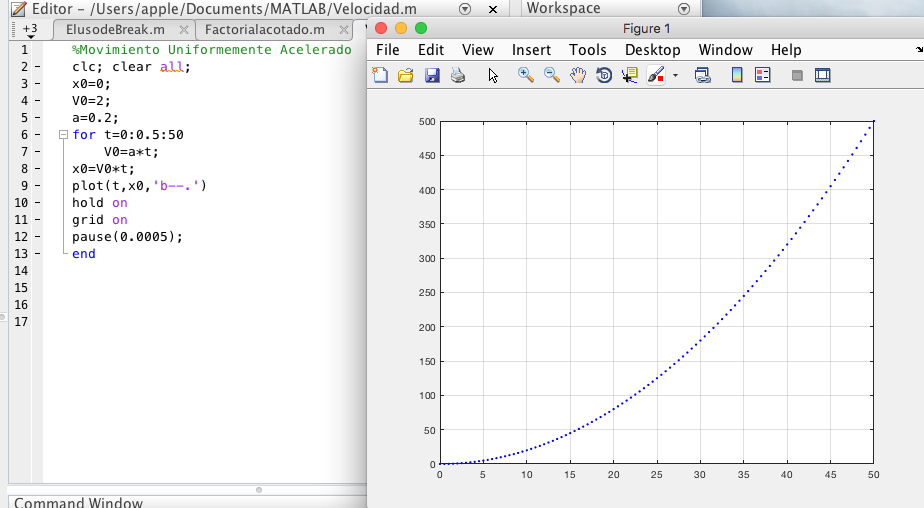 Editor - /Users/apple/Documents/MATLAB/Velocidad.m
Workspace
+3 ElusodeBreak.m Factorialacotado.m
1 %Movimiento Uniformemente Acelerado
2 - clc; clear all;
3 - x0=0;
4 - V0=2;
5 - a=0.2;
6 - for t=0:0.5:50
7 - V0=a*t;
8 - x0=V0*t;
9 - plot(t,x0,'b--.')
10 - hold on
11 - grid on
12 - pause(0.0005);
13 - end
14
15
16
17
Command Window
Figure 1
File Edit View Insert Tools Desktop Window Help
500
450
400
350
300
250
200
150
100
50
0
0 5 10 15 20 25 30 35 40 45 50